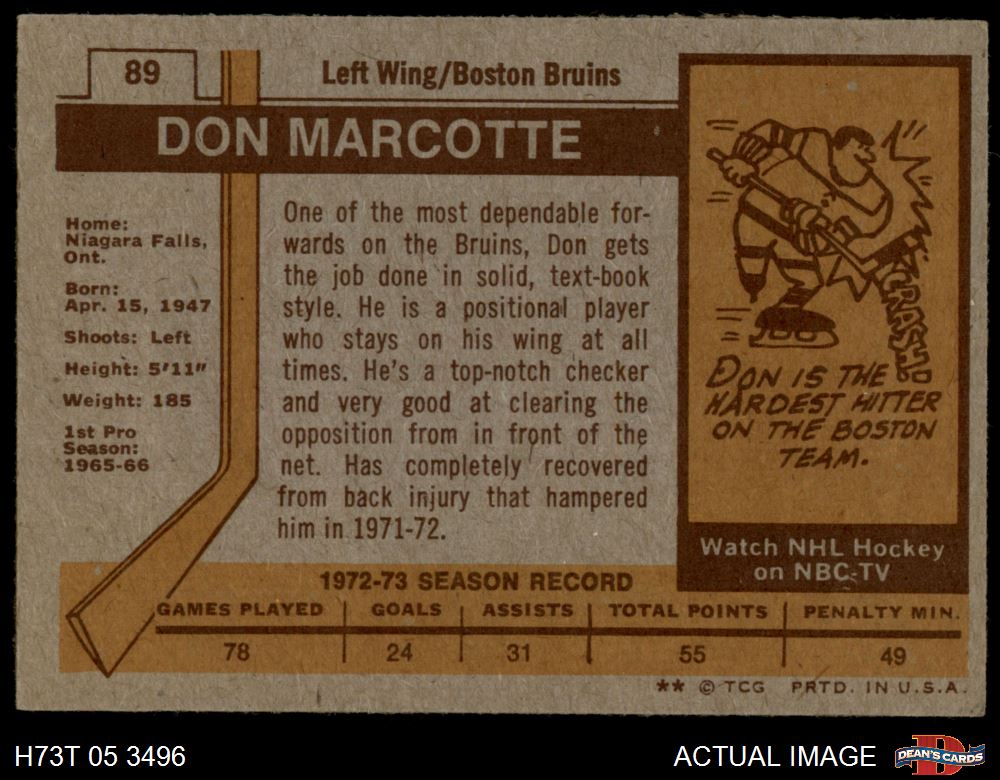 89
Left Wing/Boston Bruins
DON MARCOTTE
Home:
Niagara Falls,
Ont.
Born:
Apr. 15, 1947
Shoots: Left
Height: 5'11"
Weight: 185
1st Pro
Season:
1965-66
One of the most dependable for-
wards on the Bruins, Don gets
the job done in solid, text-book
style. He is a positional player
who stays on his wing at all
times. He's a top-notch checker
and very good at clearing the
opposition from in front of the
net. Has completely recovered
from back injury that hampered
him in 1971-72.
CRASH!
DON IS THE
HARDEST HITTER
ON THE BOSTON
TEAM.
Watch NHL Hockey
on NBC-TV
1972-73 SEASON RECORD
GAMES PLAYED GOALS ASSISTS TOTAL POINTS PENALTY MIN.
78 24 31 55 49
** © TCG PRTD. IN U.S.A.
H73T 05 3496
ACTUAL IMAGE
DEAN'S CARDS